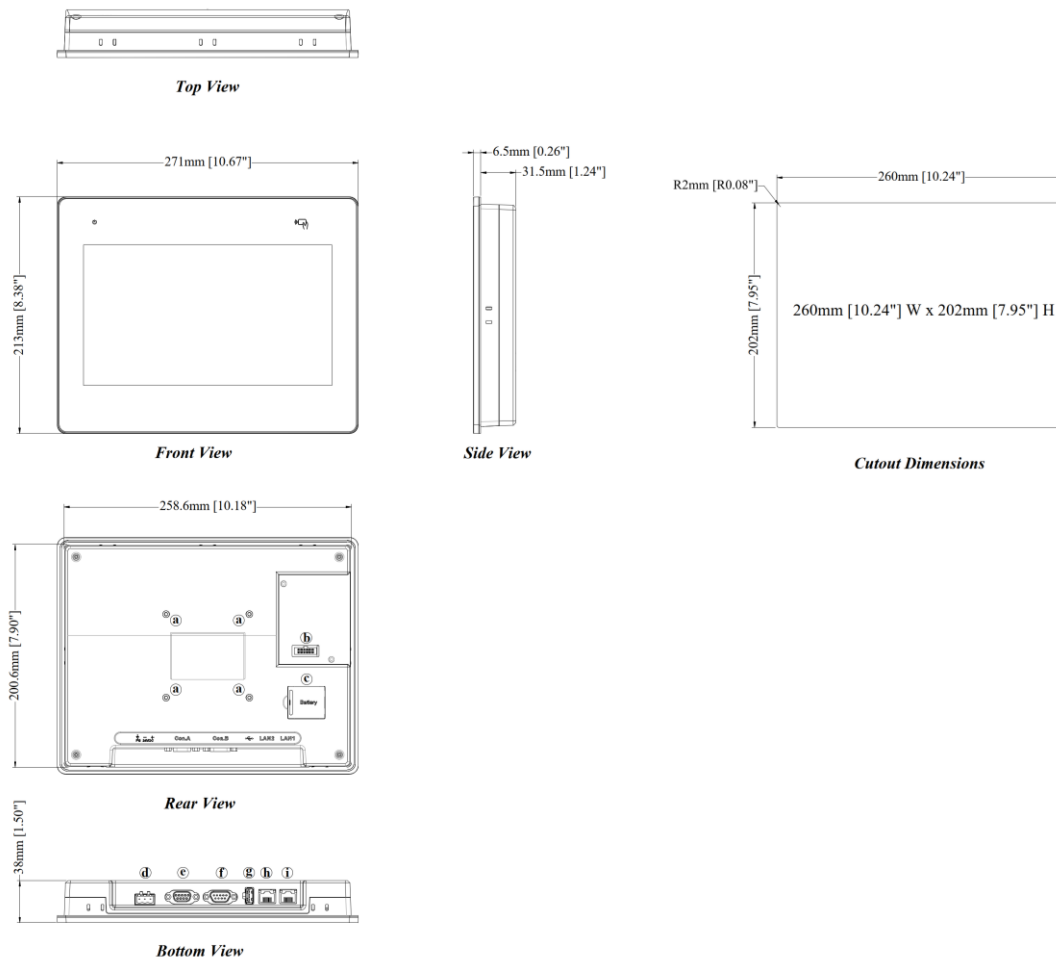 Top View
271mm [10.67"]
213mm [8.38"]
Front View
6.5mm [0.26"]
31.5mm [1.24"]
Side View
R2mm [R0.08"]
260mm [10.24"]
202mm [7.95"]
260mm [10.24"] W x 202mm [7.95"] H
Cutout Dimensions
258.6mm [10.18"]
200.6mm [7.90"]
a a
b
a a
c
Battery
Con.A Con.B LAN2 LAN1
Rear View
38mm [1.50"]
d e f g h i
Bottom View